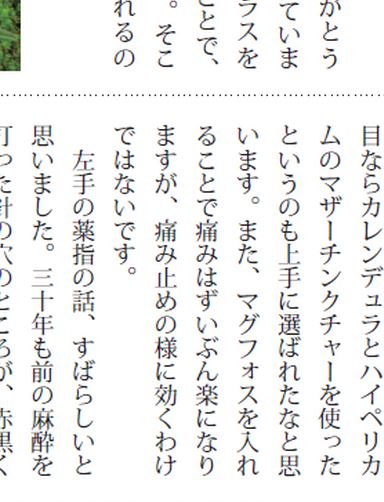 がとう
ていま
ラスを
ことで、
。そこ
れるの
目ならカレンデュラとハイペリカ
ムのマザーチンクチャーを使った
というのも上手に選ばれたなと思
います。また、マグフォスを入れ
ることで痛みはずいぶん楽になり
ますが、痛み止めの様に効くわけ
ではないです。
左手の薬指の話、すばらしいと
思いました。三十年も前の麻酔を
打った針の穴のところが、赤黒く